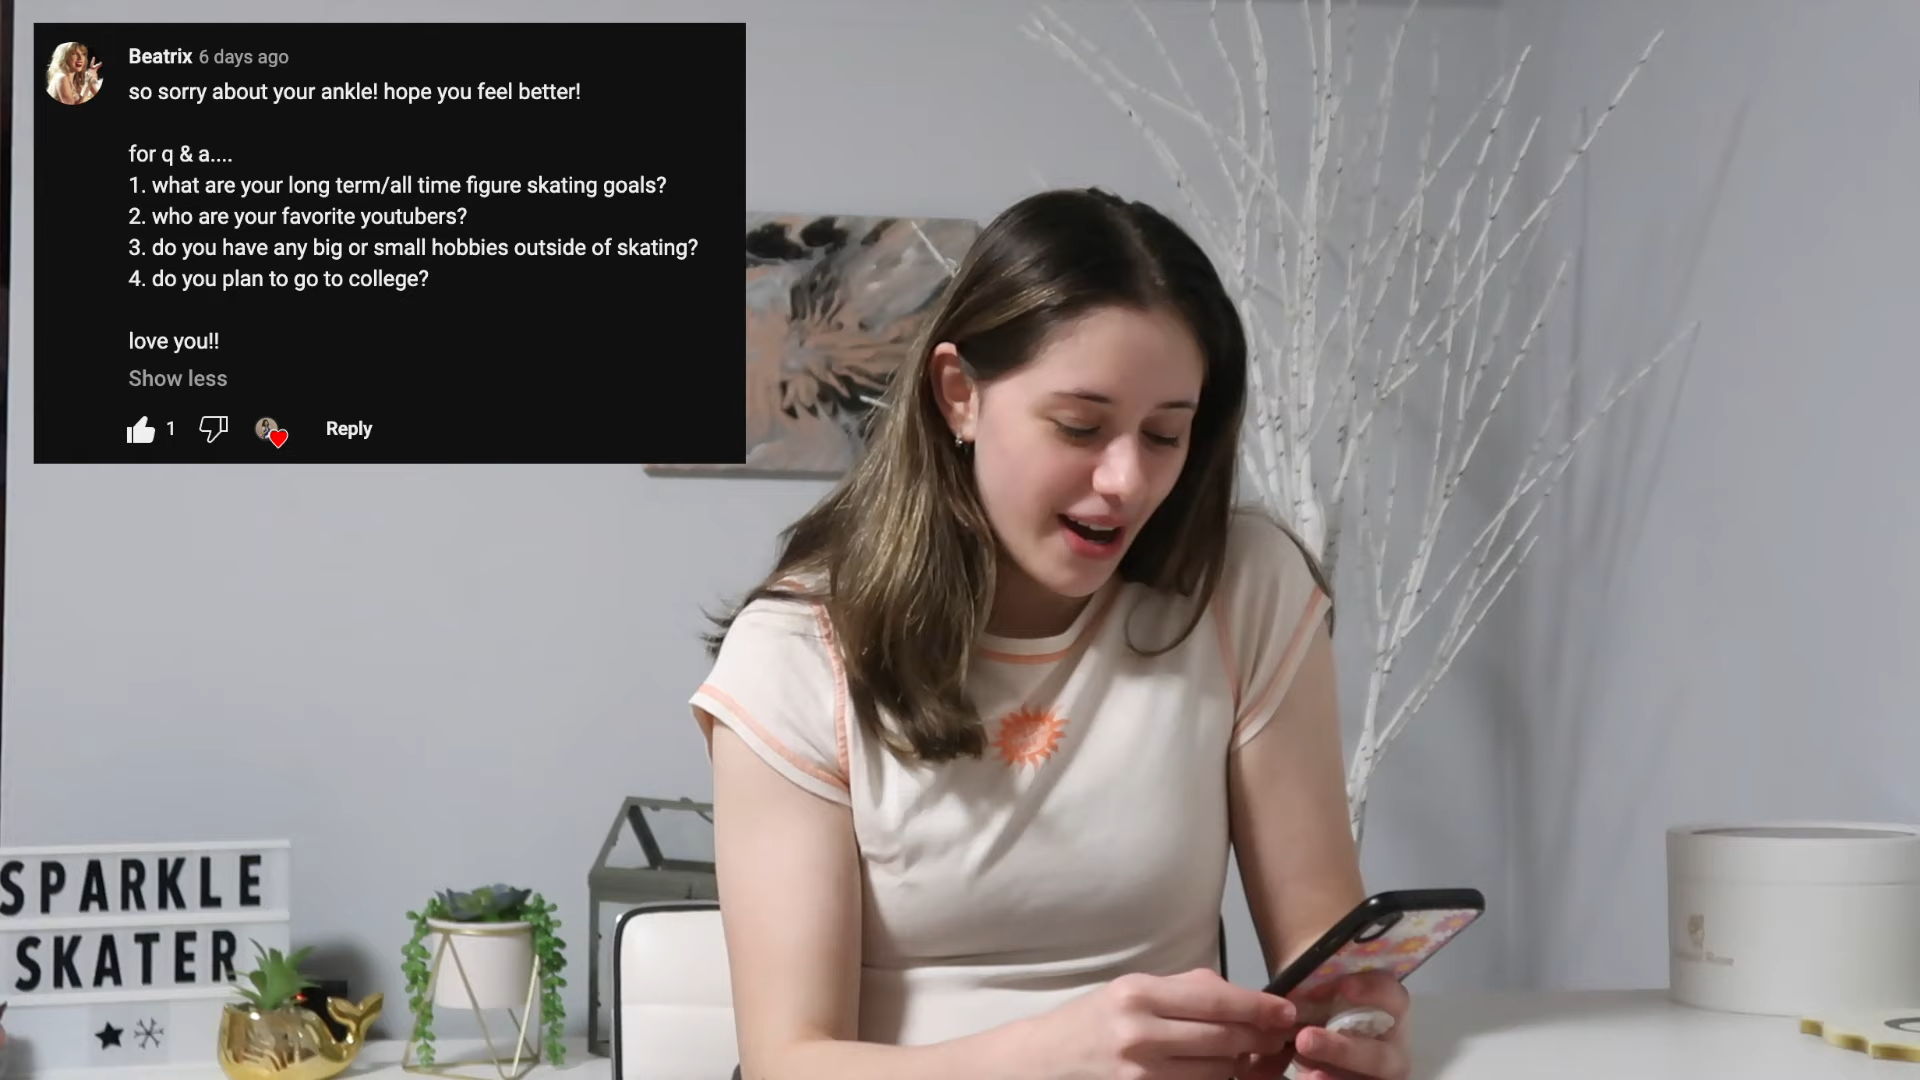 Beatrix 6 days ago
so sorry about your ankle! hope you feel better!
for q & a....
1. what are your long term/all time figure skating goals?
2. who are your favorite youtubers?
3. do you have any big or small hobbies outside of skating?
4. do you plan to go to college?
love you!!
Show less
1
Reply
SPARKLE
SKATER